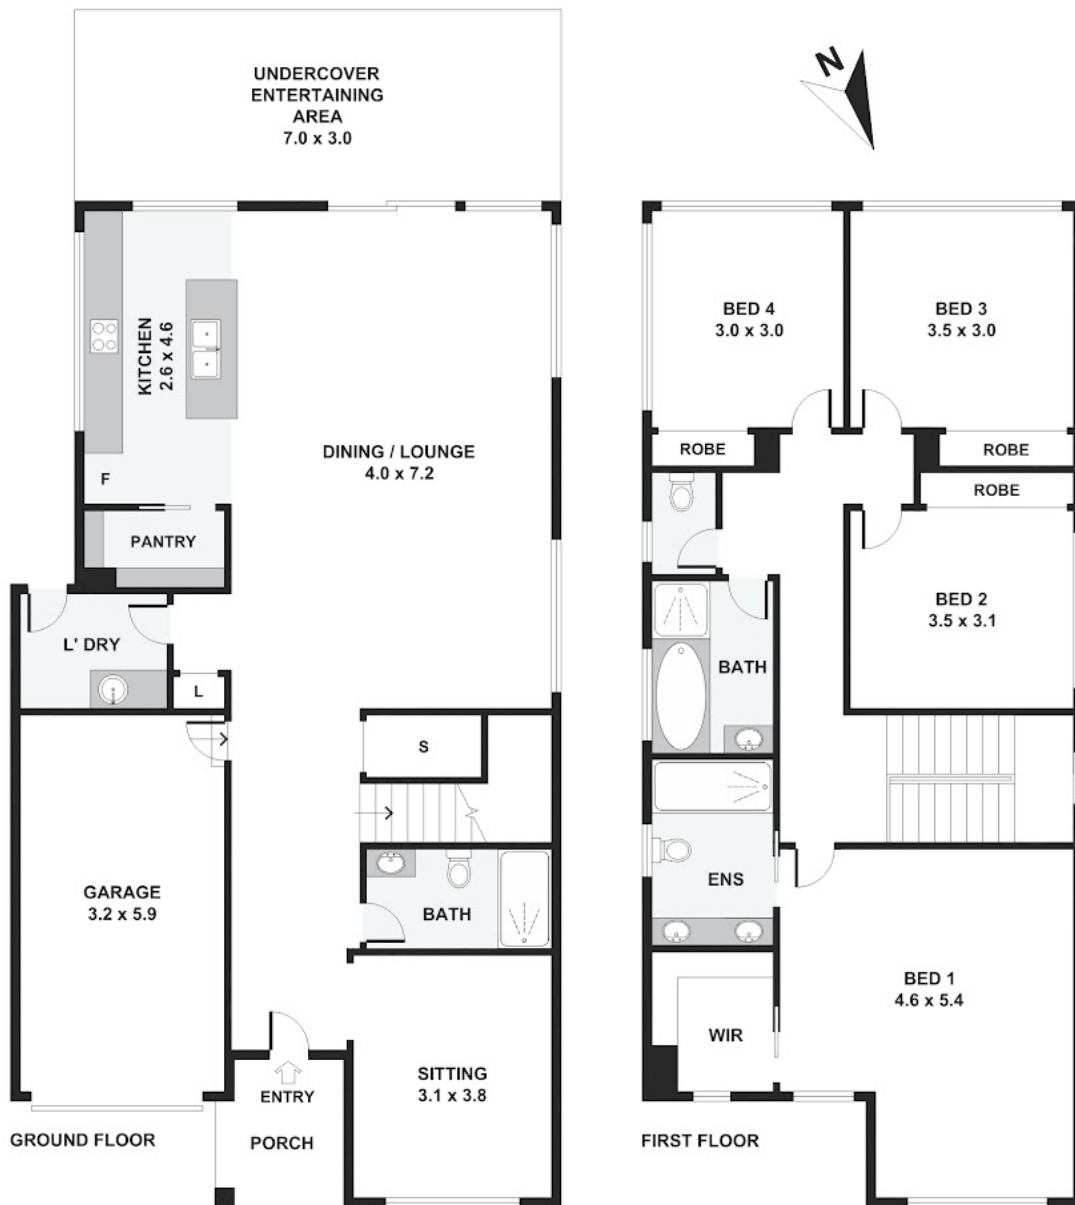 UNDERCOVER
ENTERTAINING
AREA
7.0 x 3.0
KITCHEN
2.6 x 4.6
DINING / LOUNGE
4.0 x 7.2
F
PANTRY
L' DRY
L
S
GARAGE
3.2 x 5.9
BATH
SITTING
3.1 x 3.8
ENTRY
PORCH
GROUND FLOOR
N
BED 4
3.0 x 3.0
BED 3
3.5 x 3.0
ROBE
ROBE
ROBE
BED 2
3.5 x 3.1
BATH
ENS
BED 1
4.6 x 5.4
WIR
FIRST FLOOR